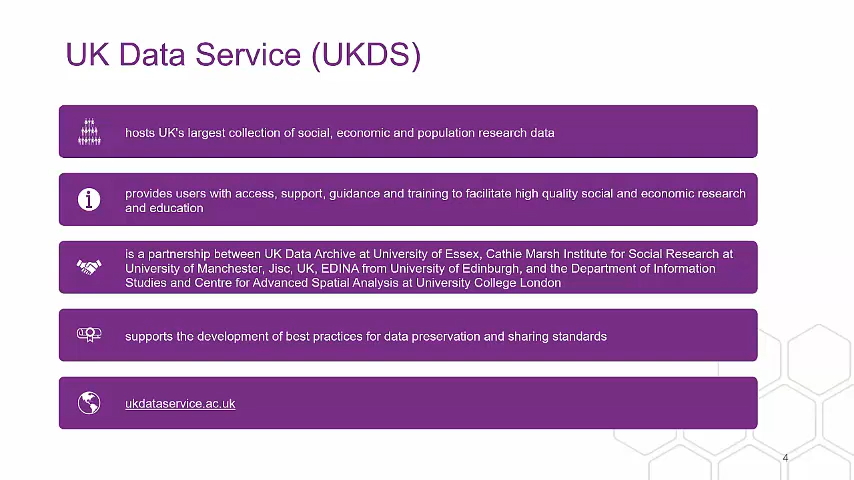 UK Data Service (UKDS)
hosts UK's largest collection of social, economic and population research data
provides users with access, support, guidance and training to facilitate high quality social and economic research
and education
is a partnership between UK Data Archive at University of Essex, Cathie Marsh Institute for Social Research at
University of Manchester, Jisc, UK, EDINA from University of Edinburgh, and the Department of Information
Studies and Centre for Advanced Spatial Analysis at University College London
supports the development of best practices for data preservation and sharing standards
ukdataservice.ac.uk
4